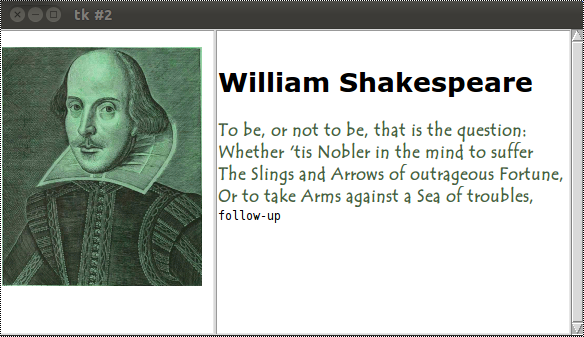 tk #2
William Shakespeare
To be, or not to be, that is the question:
Whether 'tis Nobler in the mind to suffer
The Slings and Arrows of outrageous Fortune,
Or to take Arms against a Sea of troubles,
follow-up